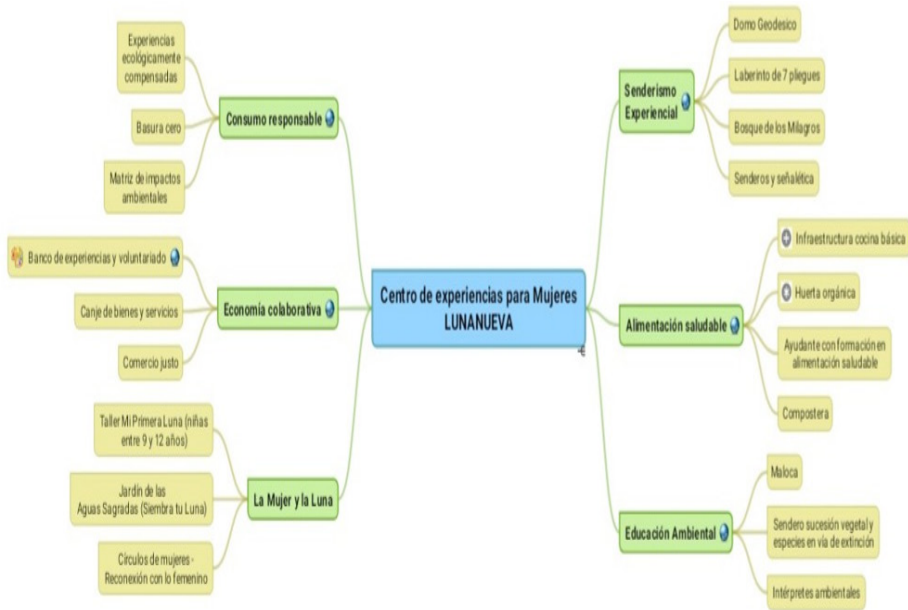 Centro de experiencias para Mujeres
LUNANUEVA
Consumo responsable
Experiencias
ecológicamente
compensadas
Basura cero
Matriz de impactos
ambientales
Economía colaborativa
Banco de experiencias y voluntariado
Canje de bienes y servicios
Comercio justo
La Mujer y la Luna
Taller Mi Primera Luna (niñas
entre 9 y 12 años)
Jardín de las
Aguas Sagradas (Siembra tu Luna)
Círculos de mujeres -
Reconexión con lo femenino
Senderismo
Experiencial
Domo Geodesico
Laberinto de 7 pliegues
Bosque de los Milagros
Senderos y señalética
Alimentación saludable
Infraestructura cocina básica
Huerta orgánica
Ayudante con formación en
alimentación saludable
Compostera
Educación Ambiental
Maloca
Sendero sucesión vegetal y
especies en vía de extinción
Intérpretes ambientales